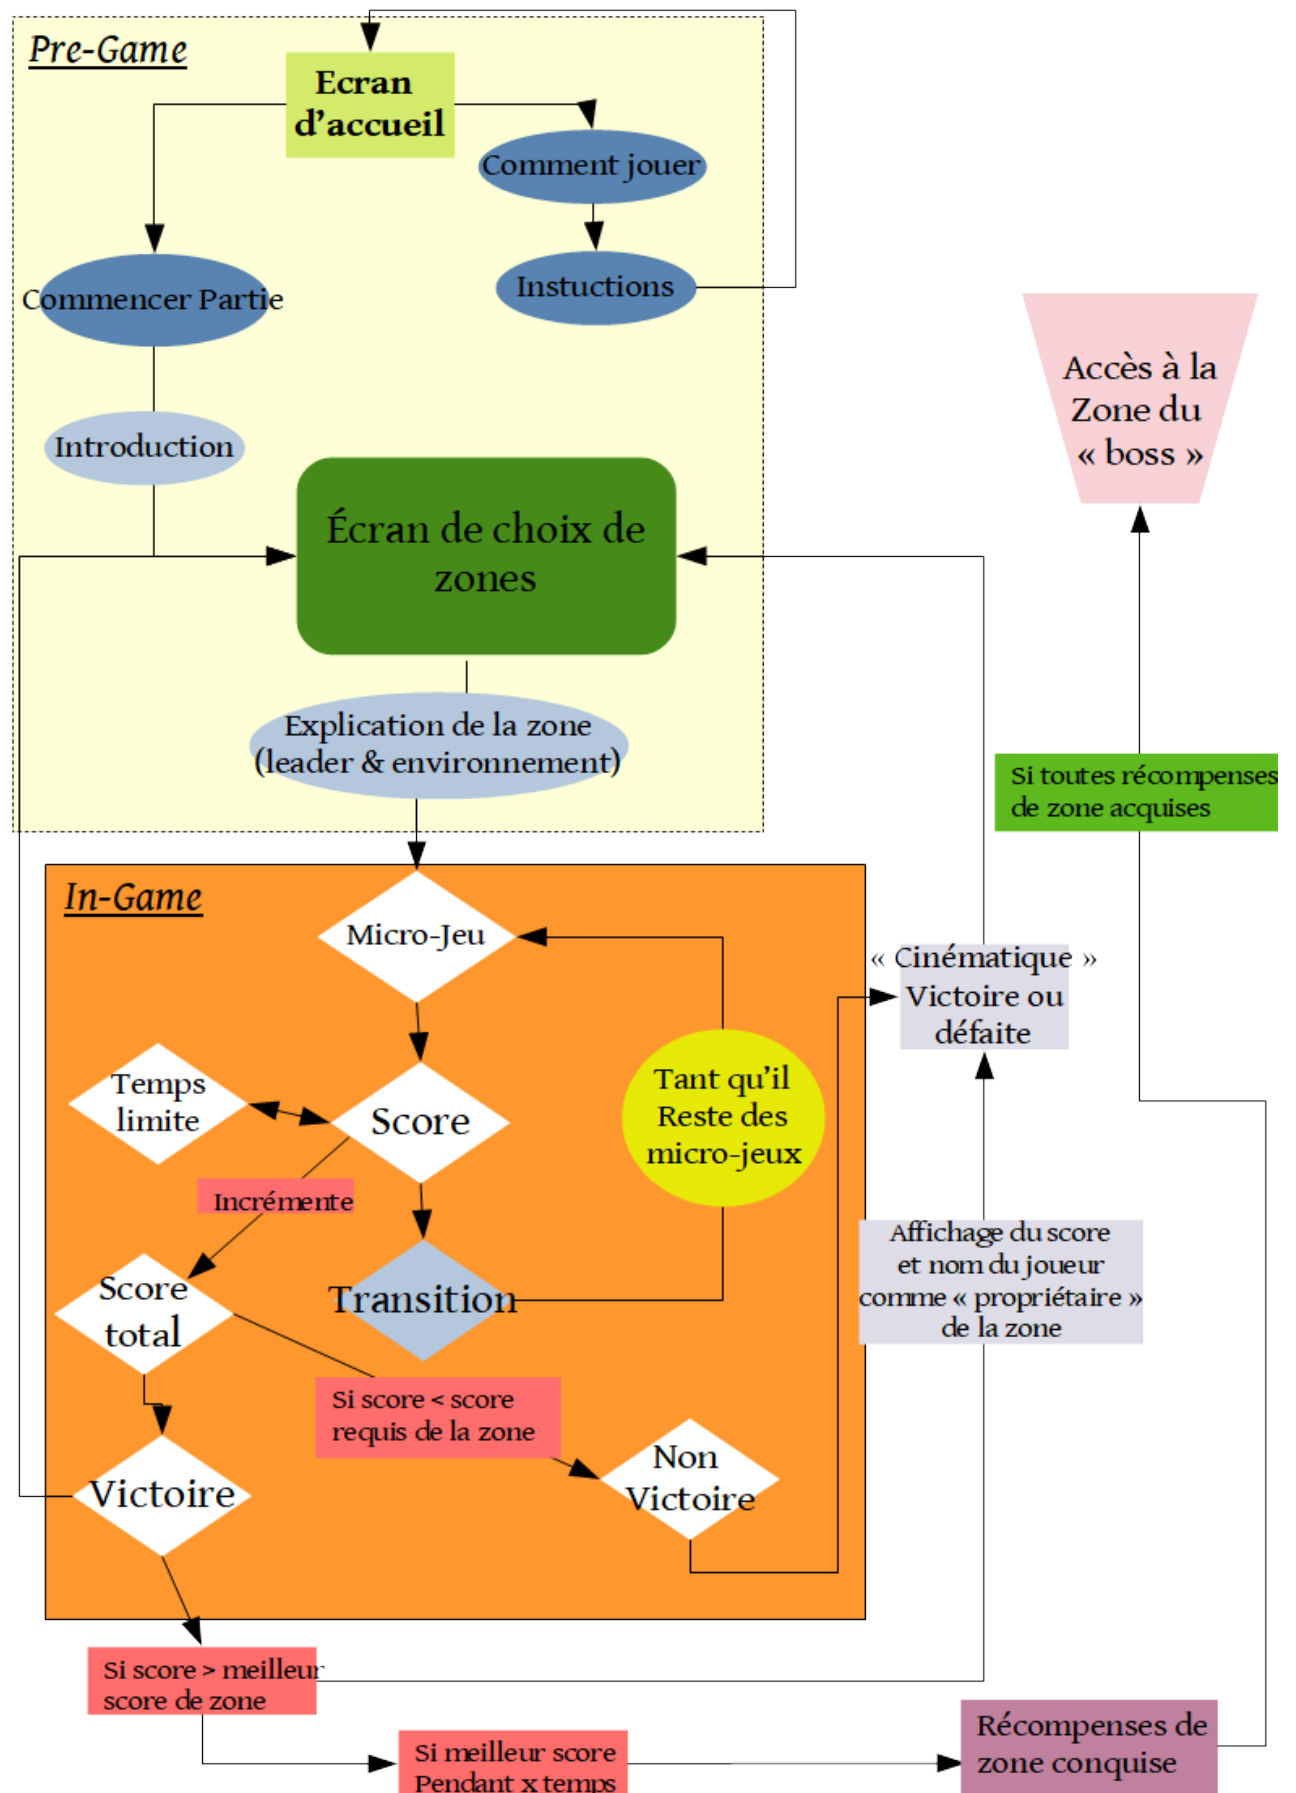 Pre-Game
Ecran
d'accueil
Comment jouer
Instuctions
Commencer Partie
Introduction
Accès à la
Zone du
« boss »
Écran de choix de
zones
Explication de la zone
(leader & environnement)
Si toutes récompenses
de zone acquises
In-Game
Micro-Jeu
« Cinématique »
Victoire ou
défaite
Temps
limite
Score
Tant qu'il
Reste des
micro-jeux
Incrémente
Score
total
Transition
Affichage du score
et nom du joueur
comme « propriétaire »
de la zone
Si score < score
requis de la zone
Non
Victoire
Victoire
Si score > meilleur
score de zone
Si meilleur score
Pendant x temps
Récompenses de
zone conquise